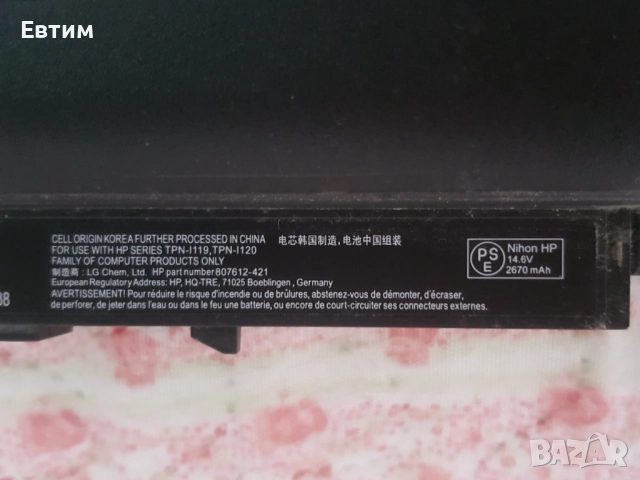 Евтим
CELL ORIGIN KOREA FURTHER PROCESSED IN CHINA 电芯韩国制造，电池中国组装
FOR USE WITH HP SERIES TPN-I119,TPN-I120
FAMILY OF COMPUTER PRODUCTS ONLY
制造商：LG Chem, Ltd. HP part number 807612-421
European Regulatory Address: HP, HQ-TRE, 71025 Boeblingen , Germany
AVERTISSEMENT! Pour réduire le risque d'incendie ou de brûlures, abstenez-vous de démonter, d'écraser,
de perforer, de jeter dans l'eau ou dans le feu une batterie, ou encore de court-circuiter ses connecteurs externes.
PS
E
Nihon HP
14.6V
2670 mAh
38
BAZAR